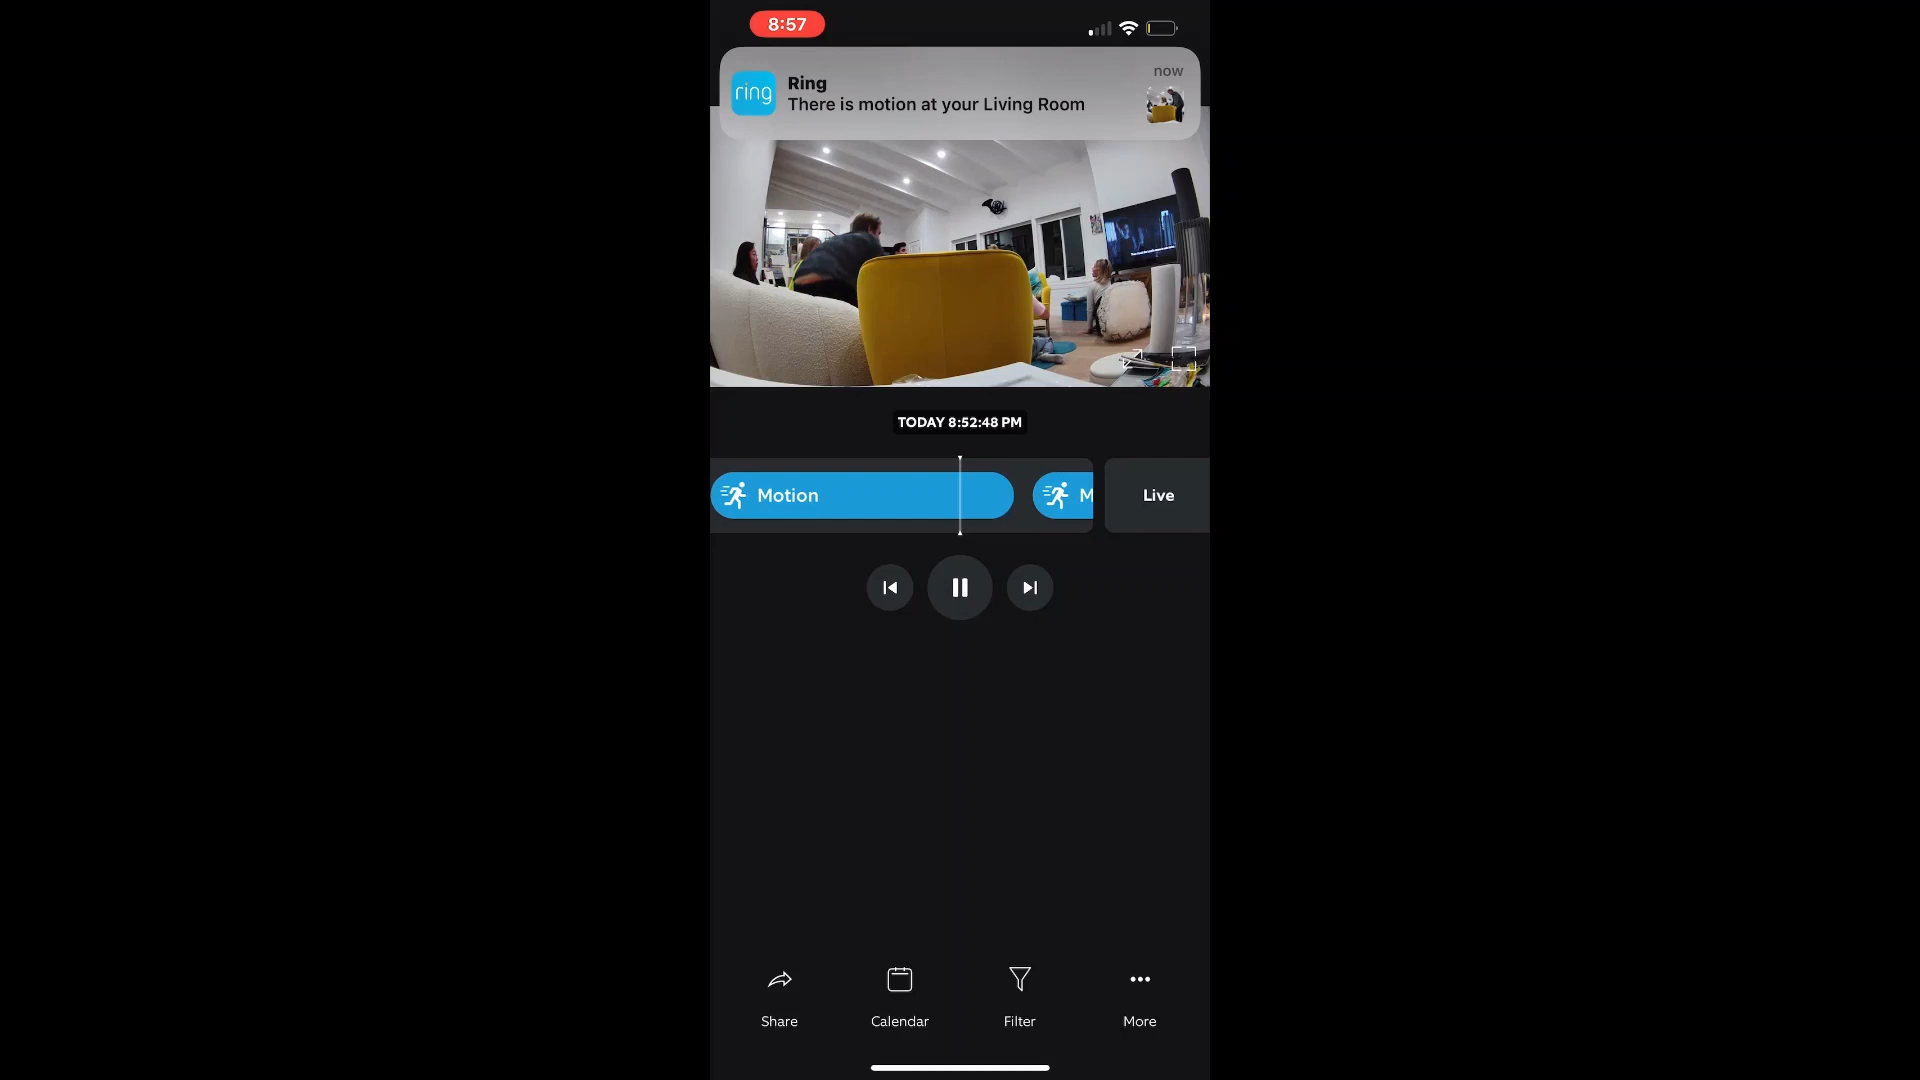 8:57
ring
Ring
now
There is motion at your Living Room
TODAY 8:52:48 PM
Motion
M
Live
Share
Calendar
Filter
More